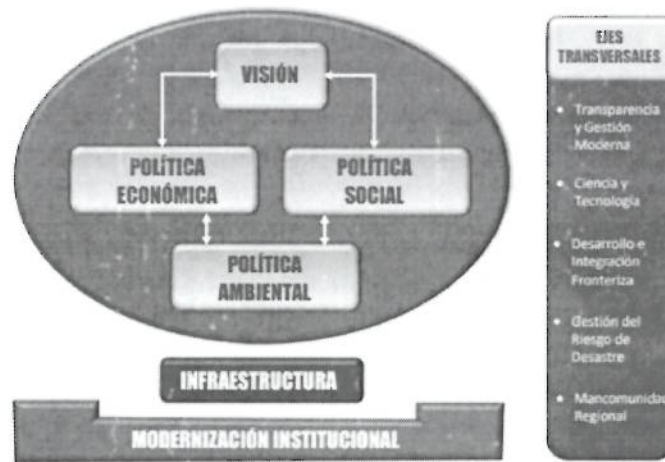 VISIÓN
POLÍTICA
ECONÓMICA
POLÍTICA
SOCIAL
POLÍTICA
AMBIENTAL
INFRAESTRUCTURA
MODERNIZACIÓN INSTITUCIONAL
EJES
TRANSVERSALES
• Transparencia
y Gestión
Moderna
• Ciencia y
Tecnología
• Desarrollo e
Integración
Fronteriza
• Gestión del
Riesgo de
Desastre
• Mancomunidad
Regional